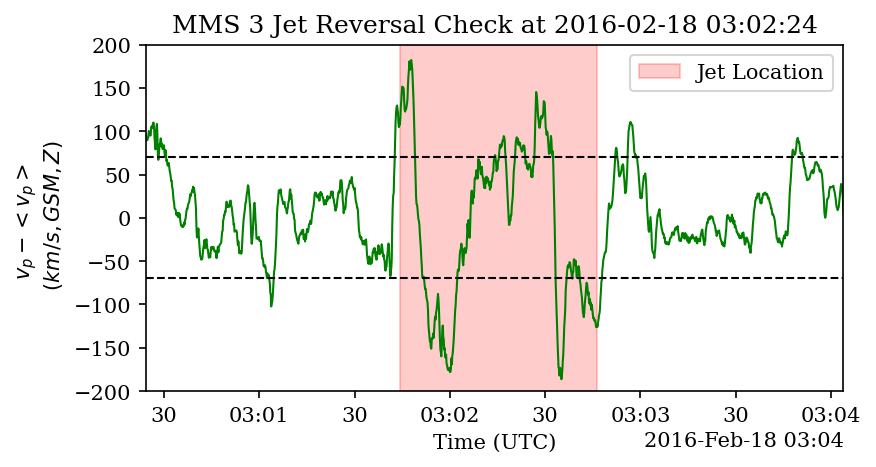 MMS 3 Jet Reversal Check at 2016-02-18 03:02:24
Jet Location
200
150
100
50
0
−50
−100
−150
−200
v_p − < v_p >
(km/s, GSM, Z)
30
03:01
30
03:02
30
03:03
30
03:04
Time (UTC)
2016-Feb-18 03:04